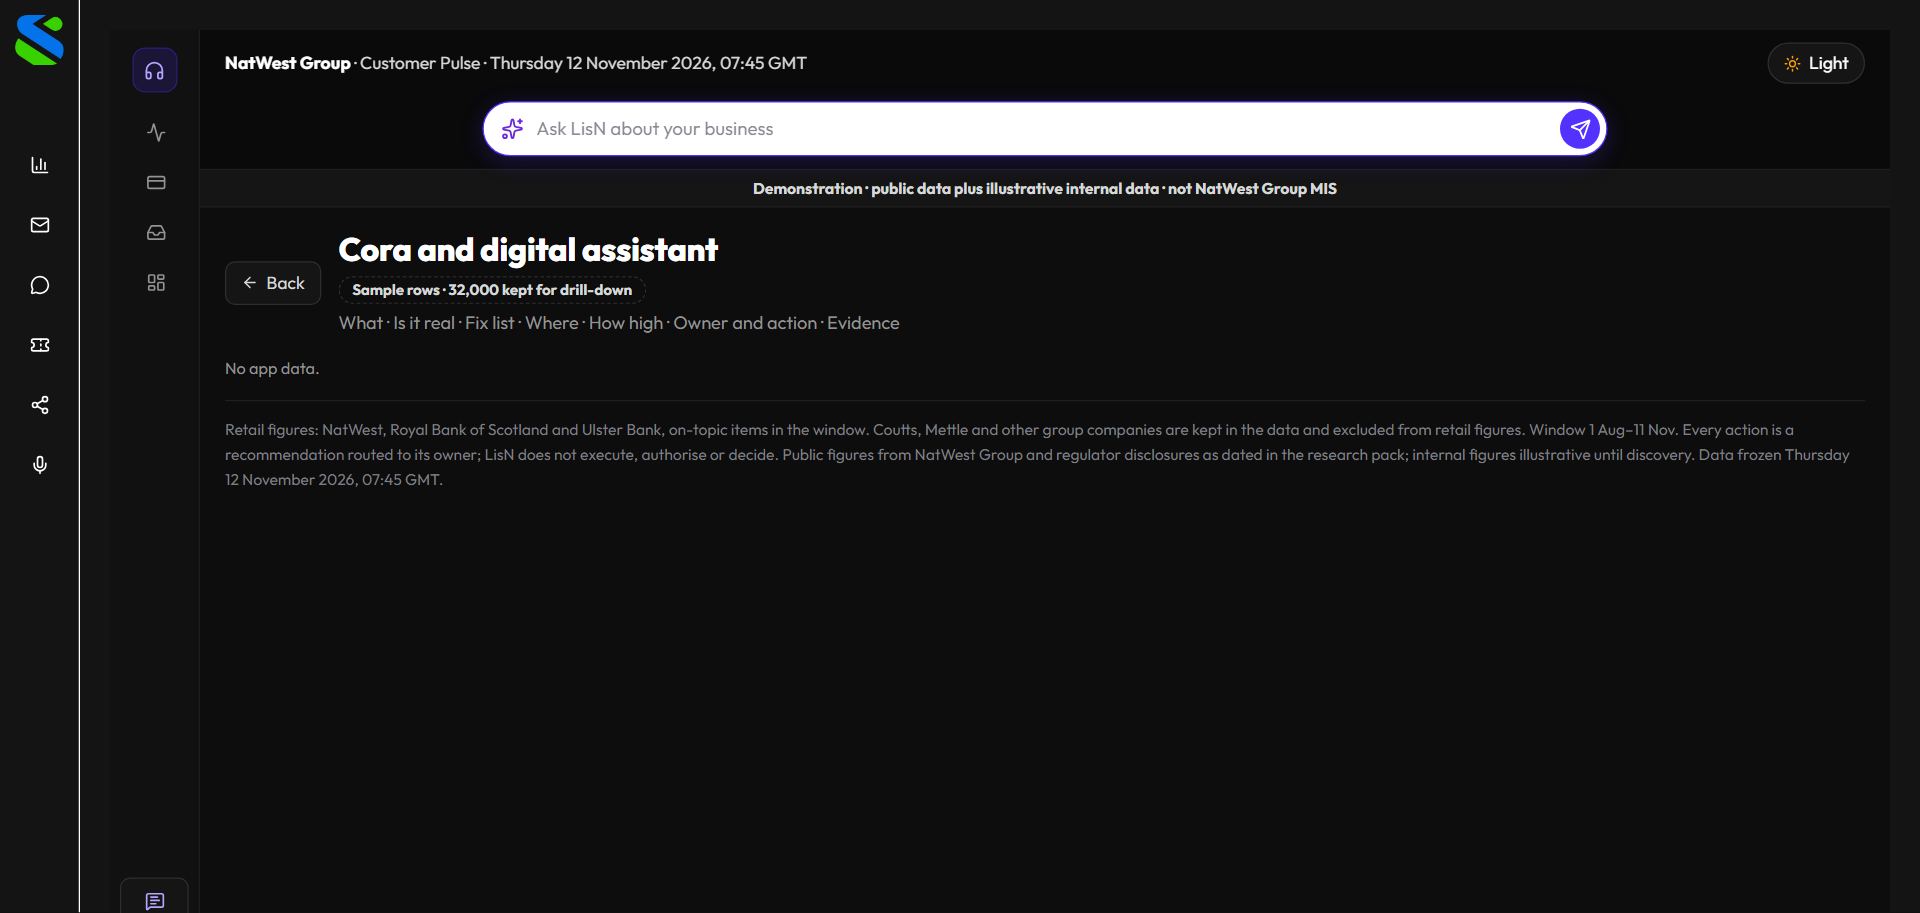 NatWest Group · Customer Pulse · Thursday 12 November 2026, 07:45 GMT
Light
Ask LisN about your business
Demonstration · public data plus illustrative internal data · not NatWest Group MIS
Cora and digital assistant
Back
Sample rows · 32,000 kept for drill-down
What · Is it real · Fix list · Where · How high · Owner and action · Evidence
No app data.
Retail figures: NatWest, Royal Bank of Scotland and Ulster Bank, on-topic items in the window. Coutts, Mettle and other group companies are kept in the data and excluded from retail figures. Window 1 Aug–11 Nov. Every action is a
recommendation routed to its owner; LisN does not execute, authorise or decide. Public figures from NatWest Group and regulator disclosures as dated in the research pack; internal figures illustrative until discovery. Data frozen Thursday
12 November 2026, 07:45 GMT.